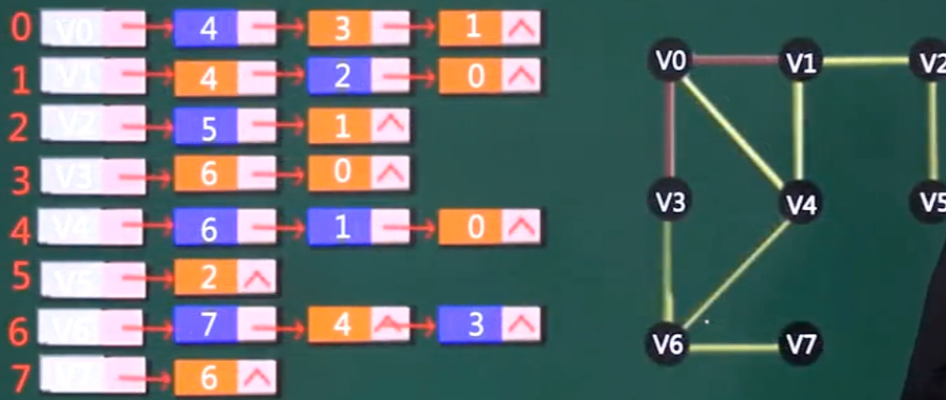 0 V0 4 3 1 ^
1 V1 4 2 0 ^
2 V2 5 1 ^
3 V3 6 0 ^
4 V4 6 1 0 ^
5 V5 2 ^
6 V6 7 4 ^ 3 ^
7 6 ^
V0 V1 V2
V3 V4 V5
V6 V7